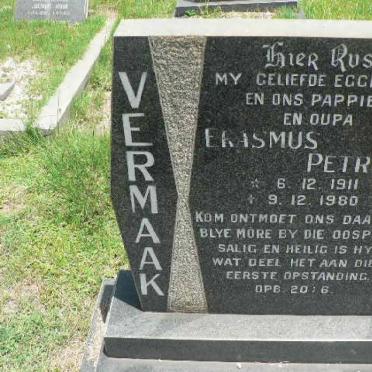 VERMAAK
Hier Rus
MY GELIEFDE EGG
EN ONS PAPPIE
EN OUPA
ERASMUS
PETR
☆ 6.12.1911
+ 9.12.1980
KOM ONTMOET ONS DAA
BLYE MÔRE BY DIE OOSP
SALIG EN HEILIG IS HY
WAT DEEL HET AAN DIE
EERSTE OPSTANDING.
OPB. 20:6.